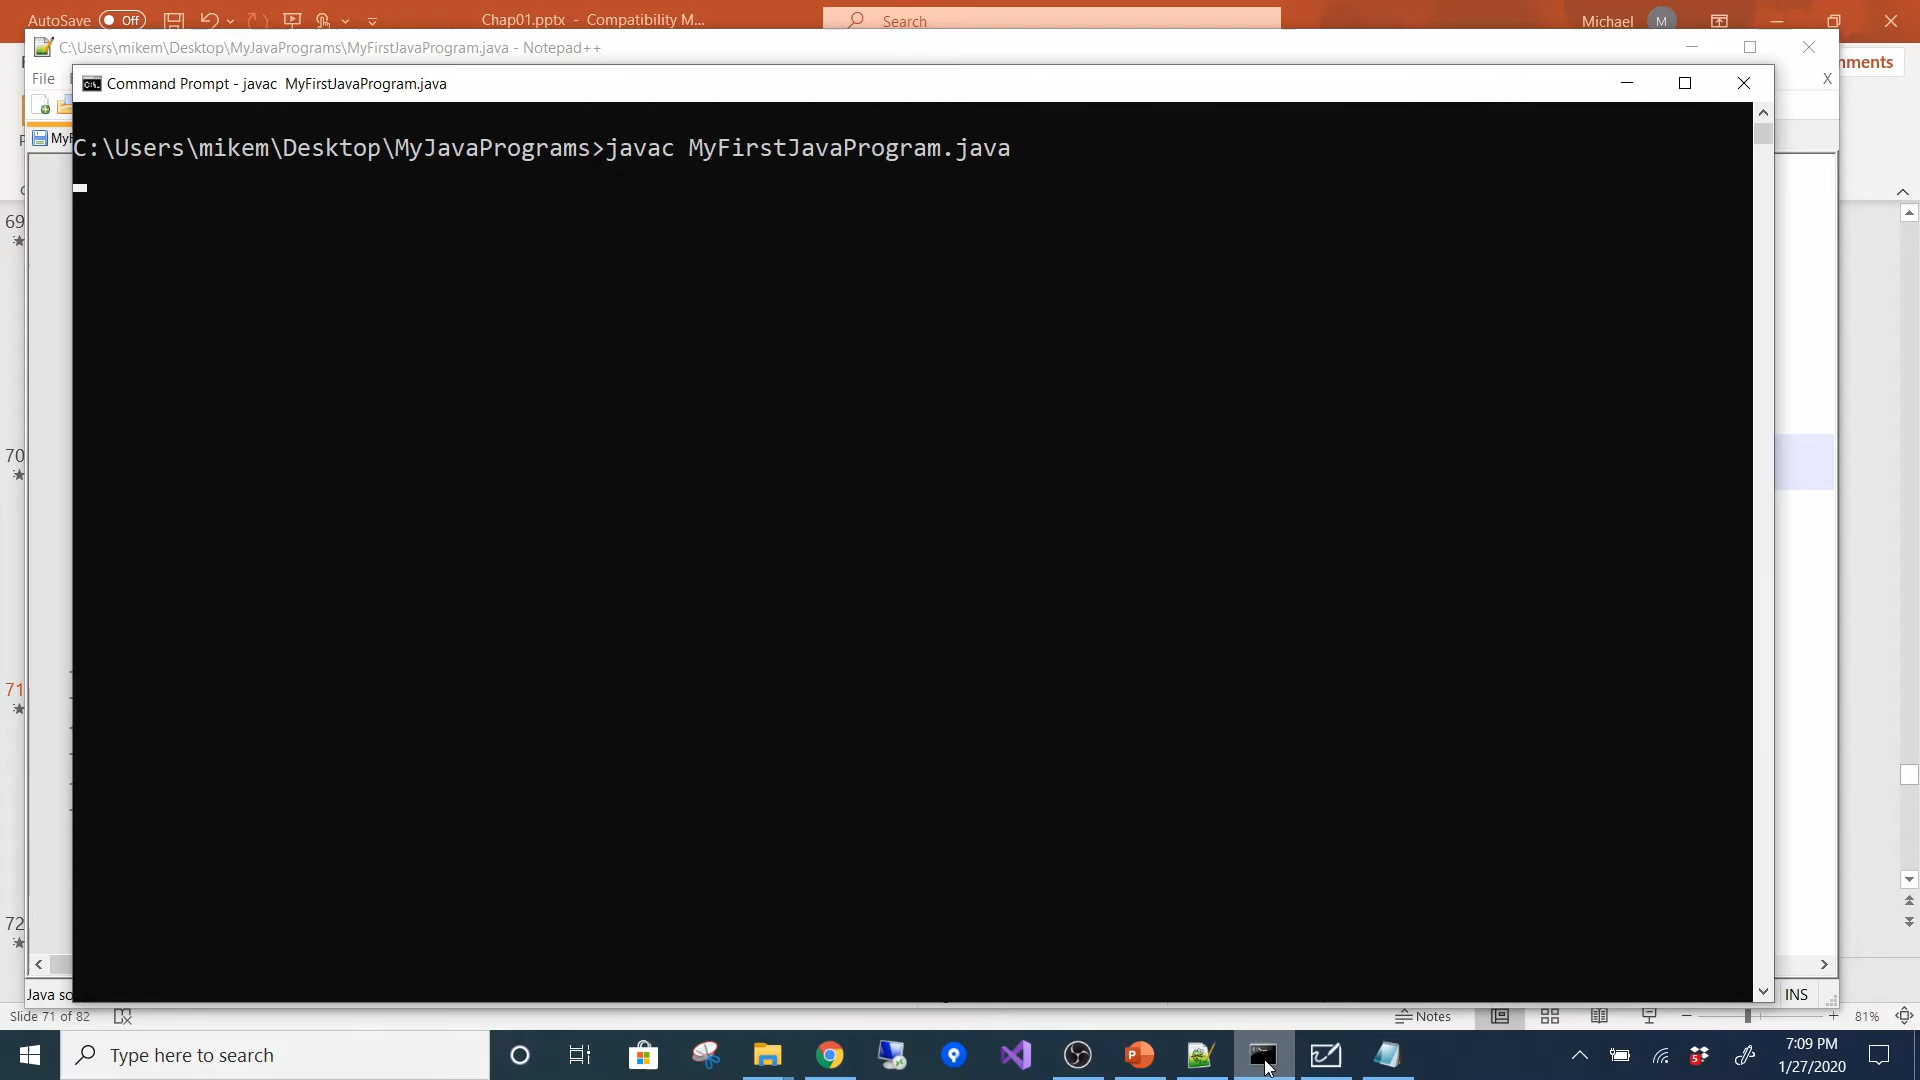 AutoSave Off Chap01.pptx - Compatibility M... Search Michael M
C:\Users\mikem\Desktop\MyJavaPrograms\MyFirstJavaProgram.java - Notepad++
File
Command Prompt - javac MyFirstJavaProgram.java
C:\Users\mikem\Desktop\MyJavaPrograms>javac MyFirstJavaProgram.java
69
70
71
72
INS
Slide 71 of 82 Notes 81%
Type here to search
7:09 PM
1/27/2020